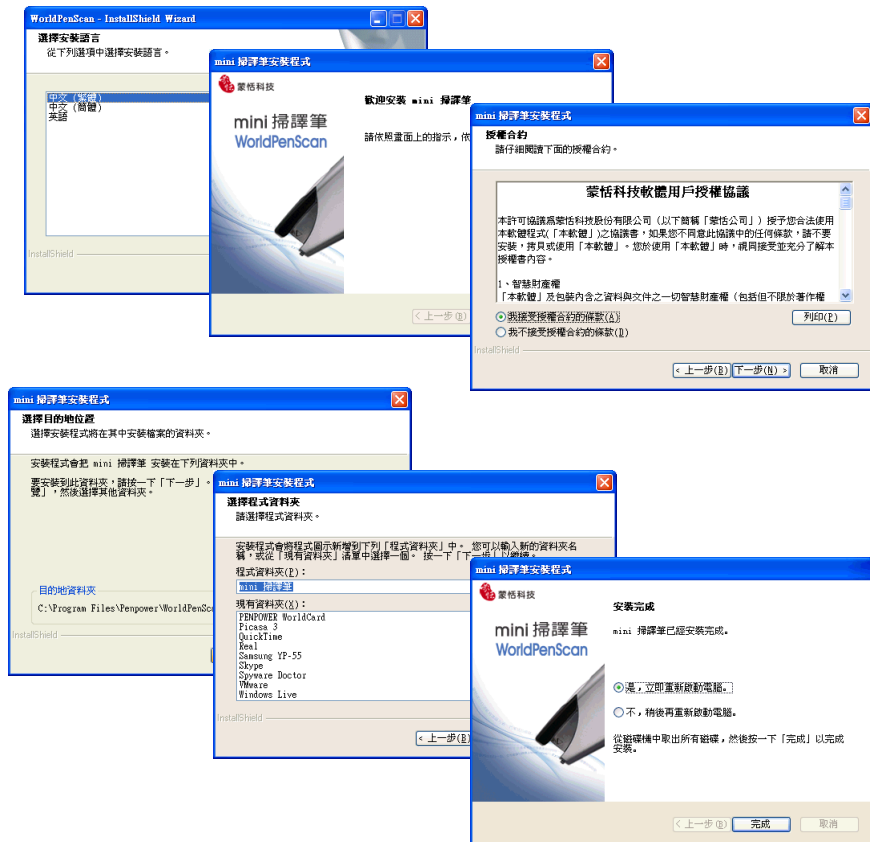 WorldPenScan - InstallShield Wizard
選擇安裝語言
從下列選項中選擇安裝語言。
中文 (繁體)
中文 (簡體)
英語
InstallShield
mini 掃譯筆安裝程式
蒙恬科技
mini 掃譯筆
WorldPenScan
歡迎安裝 mini 掃譯筆
請依照畫面上的指示,依
< 上一步(B)
mini 掃譯筆安裝程式
授權合約
請仔細閱讀下面的授權合約。
蒙恬科技軟體用戶授權協議
本許可協議為蒙恬科技股份有限公司(以下簡稱「蒙恬公司」)授予您合法使用
本軟體程式(「本軟體」)之協議書,如果您不同意此協議中的任何條款,請不要
安裝,拷貝或使用「本軟體」。您於使用「本軟體」時,視同接受並充分了解本
授權書內容。
1、智慧財產權
「本軟體」及包裝內含之資料與文件之一切智慧財產權(包括但不限於著作權
我接受授權合約的條款(A)
列印(P)
我不接受授權合約的條款(D)
InstallShield
< 上一步(B) 下一步(N) > 取消
mini 掃譯筆安裝程式
選擇目的地位置
選擇安裝程式將在其中安裝檔案的資料夾。
安裝程式會把 mini 掃譯筆 安裝在下列資料夾中。
要安裝到此資料夾,請按一下「下一步」。
覽」,然後選擇其他資料夾。
目的地資料夾
C:\Program Files\Penpower\WorldPenSca
InstallShield
mini 掃譯筆安裝程式
選擇程式資料夾
請選擇程式資料夾。
安裝程式會將程式圖示新增到下列「程式資料夾」中。 您可以輸入新的資料夾名
稱,或從「現有資料夾」清單中選擇一個。 按一下「下一步」以繼續。
程式資料夾(P):
mini 掃譯筆
現有資料夾(X):
PENPOWER WorldCard
Picasa 3
QuickTime
Real
Samsung YP-55
Skype
Spyware Doctor
VMware
Windows Live
InstallShield
< 上一步(B)
mini 掃譯筆安裝程式
蒙恬科技
mini 掃譯筆
WorldPenScan
安裝完成
mini 掃譯筆已經安裝完成。
是,立即重新啟動電腦。
不,稍後再重新啟動電腦。
從磁碟機中取出所有磁碟,然後按一下「完成」以完成
安裝。
< 上一步(B) 完成 取消